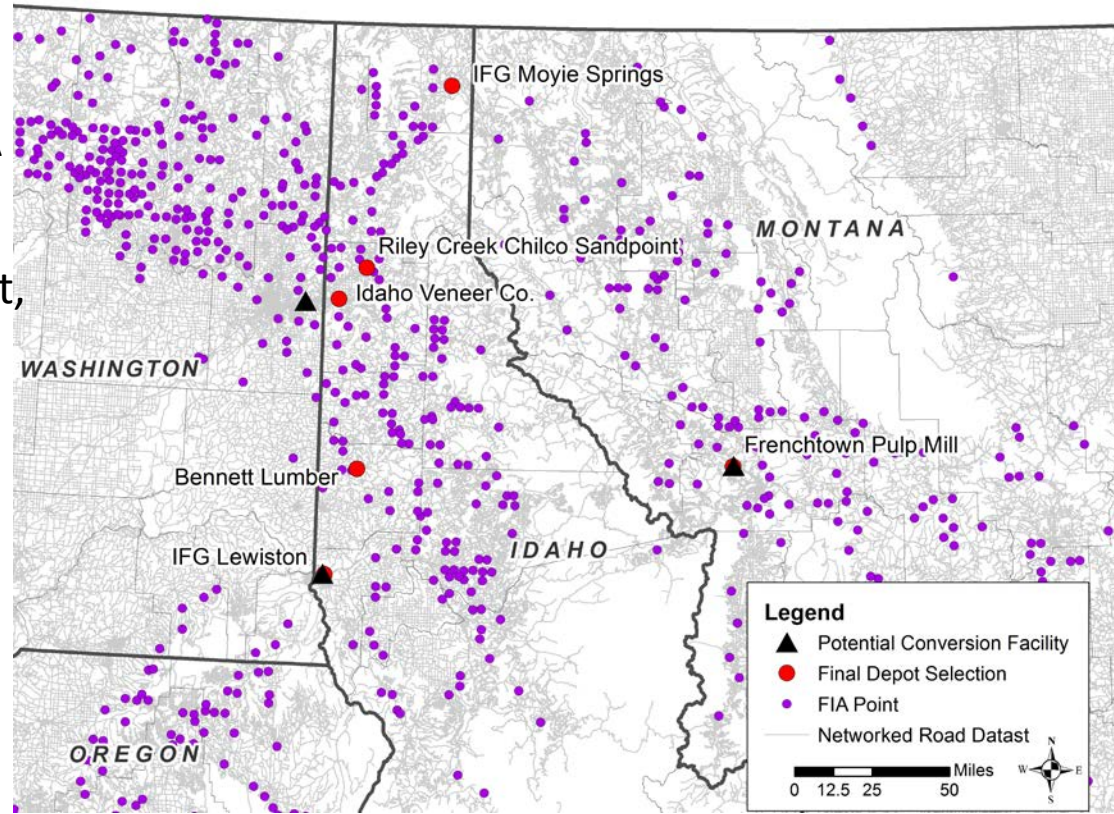 IFG Moyie Springs
MONTANA
Riley Creek Chilco Sandpoint
Idaho Veneer Co.
t,
WASHINGTON
Frenchtown Pulp Mill
Bennett Lumber
IDAHO
IFG Lewiston
OREGON
Legend
Potential Conversion Facility
Final Depot Selection
FIA Point
Networked Road Datast
Miles
0 12.5 25 50
N
W E
S